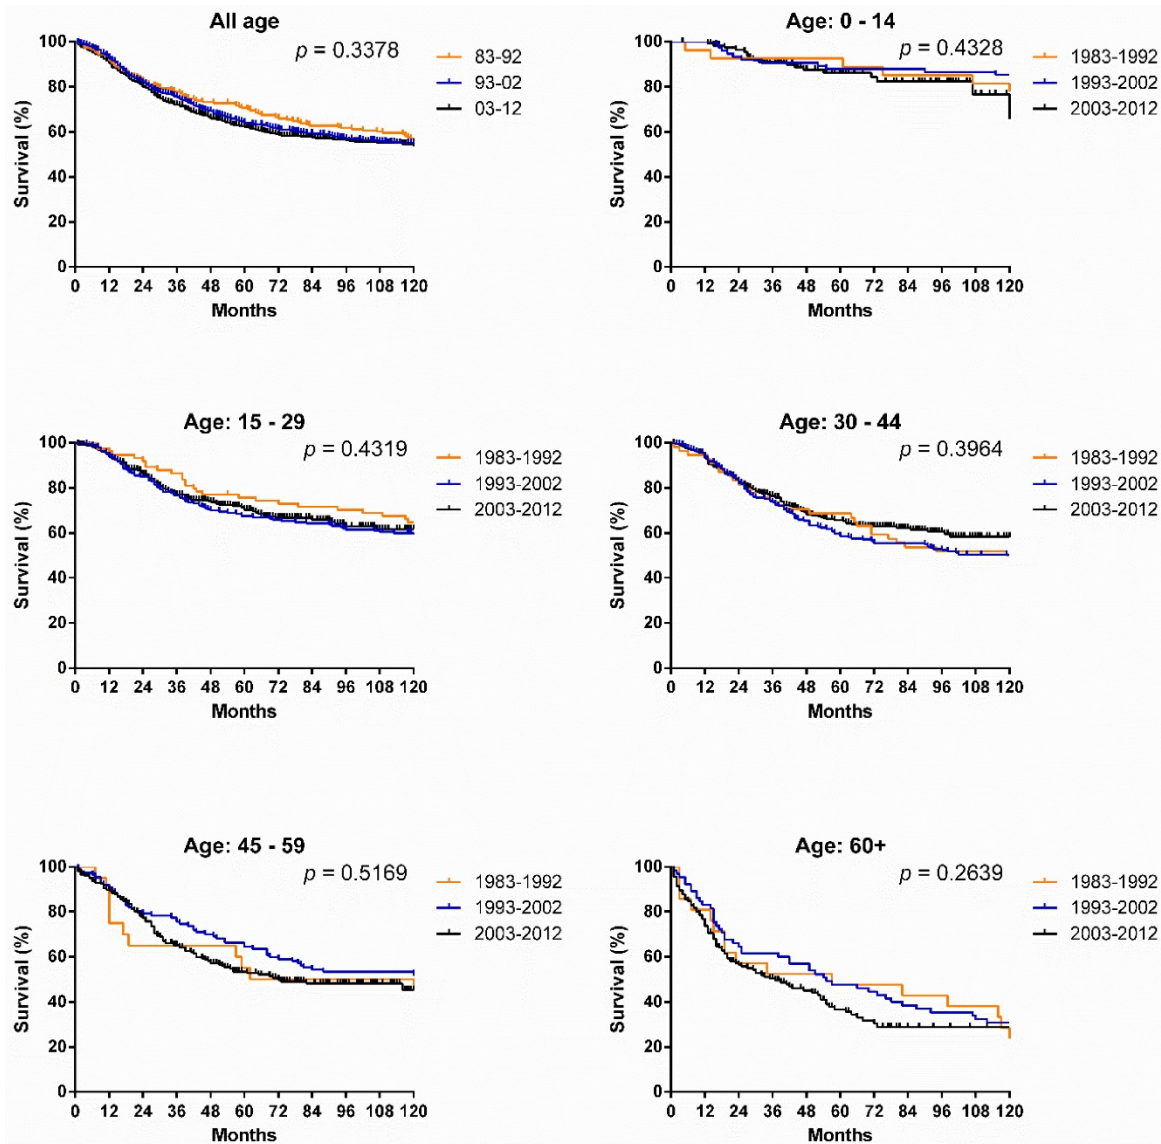 All age
p = 0.3378
Survival (%)
100
80
60
40
20
0
0 12 24 36 48 60 72 84 96 108 120
Months
83-92
93-02
03-12
Age: 0 - 14
p = 0.4328
Survival (%)
100
80
60
40
20
0
0 12 24 36 48 60 72 84 96 108 120
Months
1983-1992
1993-2002
2003-2012
Age: 15 - 29
p = 0.4319
Survival (%)
100
80
60
40
20
0
0 12 24 36 48 60 72 84 96 108 120
Months
1983-1992
1993-2002
2003-2012
Age: 30 - 44
p = 0.3964
Survival (%)
100
80
60
40
20
0
0 12 24 36 48 60 72 84 96 108 120
Months
1983-1992
1993-2002
2003-2012
Age: 45 - 59
p = 0.5169
Survival (%)
100
80
60
40
20
0
0 12 24 36 48 60 72 84 96 108 120
Months
1983-1992
1993-2002
2003-2012
Age: 60+
p = 0.2639
Survival (%)
100
80
60
40
20
0
0 12 24 36 48 60 72 84 96 108 120
Months
1983-1992
1993-2002
2003-2012